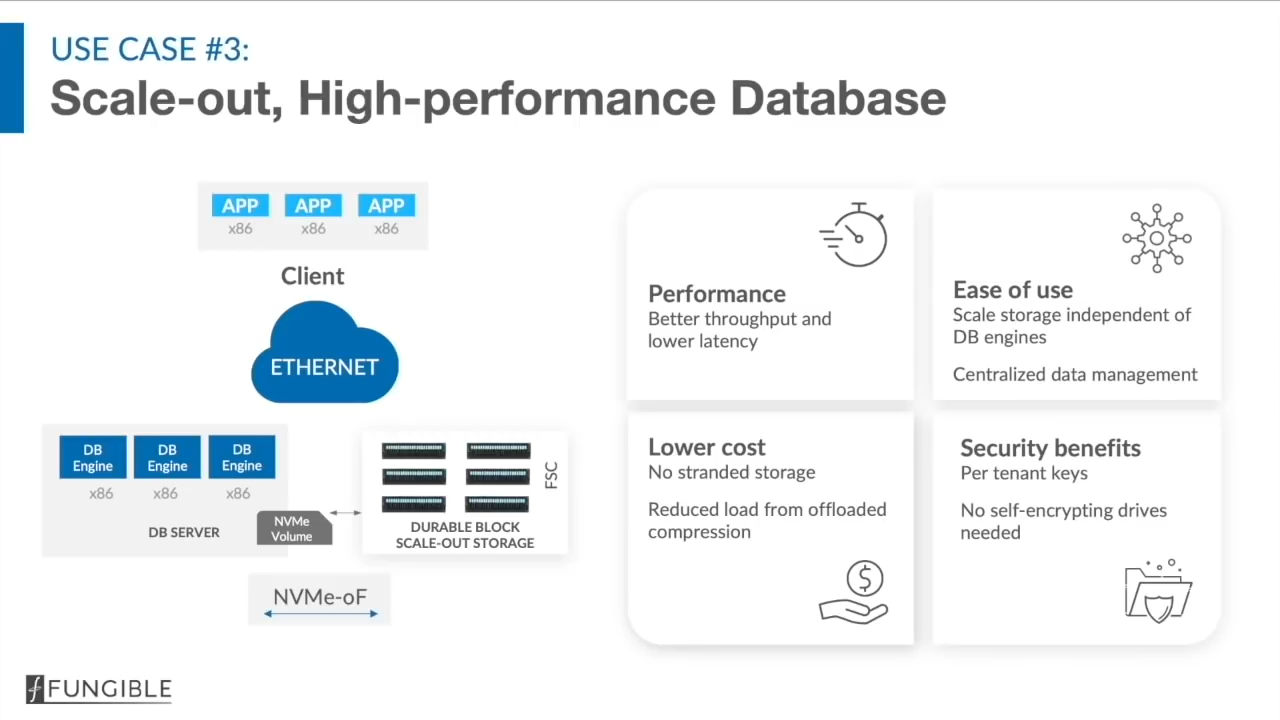 USE CASE #3:
Scale-out, High-performance Database
APP APP APP
x86 x86 x86
Client
ETHERNET
DB Engine DB Engine DB Engine
x86 x86 x86
DB SERVER
NVMe
Volume
FSC
DURABLE BLOCK
SCALE-OUT STORAGE
NVMe-oF
Performance
Better throughput and
lower latency
Ease of use
Scale storage independent of
DB engines
Centralized data management
Lower cost
No stranded storage
Reduced load from offloaded
compression
Security benefits
Per tenant keys
No self-encrypting drives
needed
FUNGIBLE